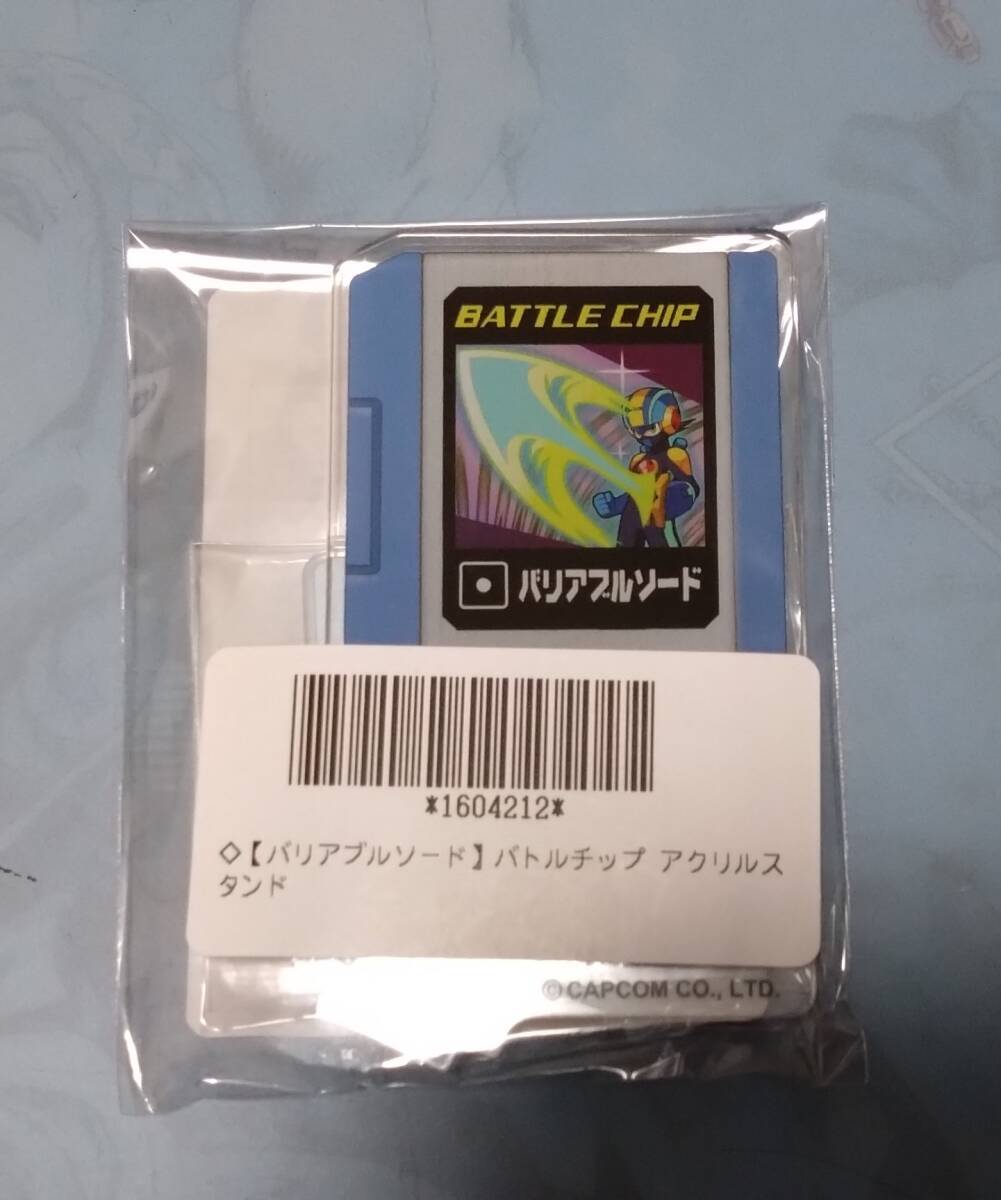 BATTLE CHIP
バリアブルソード
*1604212*
◇【バリアブルソード】バトルチップ アクリルス
タンド
©CAPCOM CO., LTD.